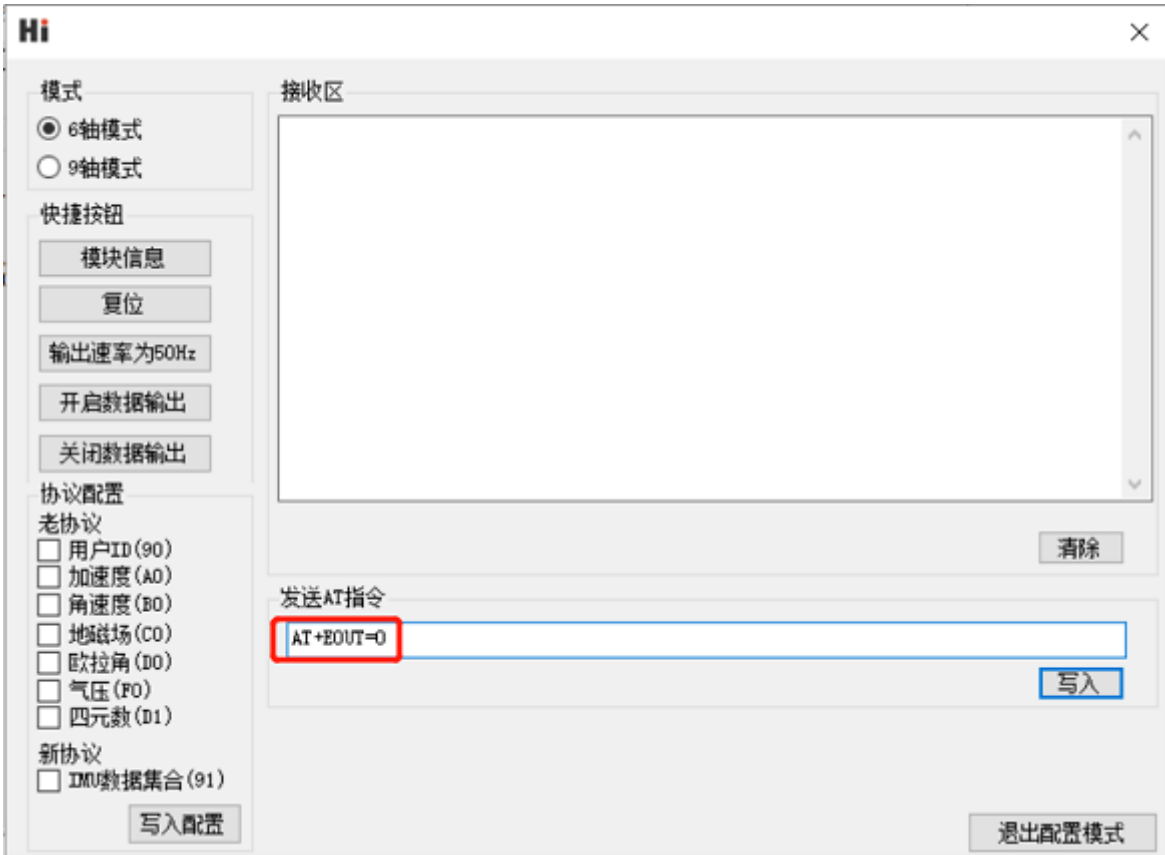 Hi
模式
6轴模式
9轴模式
快捷按钮
模块信息
复位
输出速率为50Hz
开启数据输出
关闭数据输出
协议配置
老协议
用户ID(90)
加速度(A0)
角速度(B0)
地磁场(C0)
欧拉角(D0)
气压(F0)
四元数(D1)
新协议
IMU数据集合(91)
写入配置
接收区
清除
发送AT指令
AT+EOUT=0
写入
退出配置模式